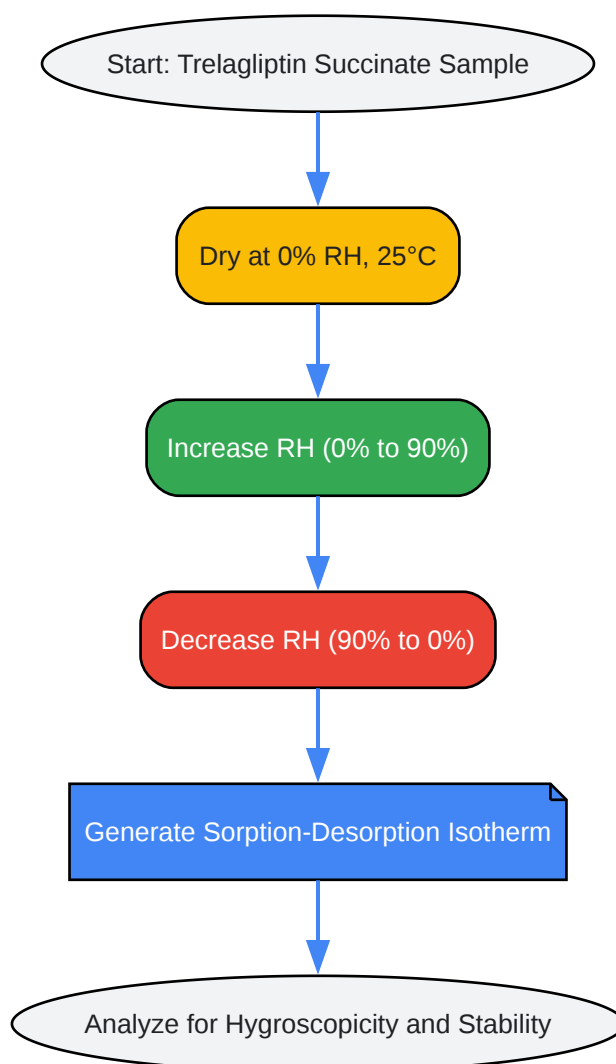 Start: Trelagliptin Succinate Sample
Dry at 0% RH, 25°C
Increase RH (0% to 90%)
Decrease RH (90% to 0%)
Generate Sorption-Desorption Isotherm
Analyze for Hygroscopicity and Stability